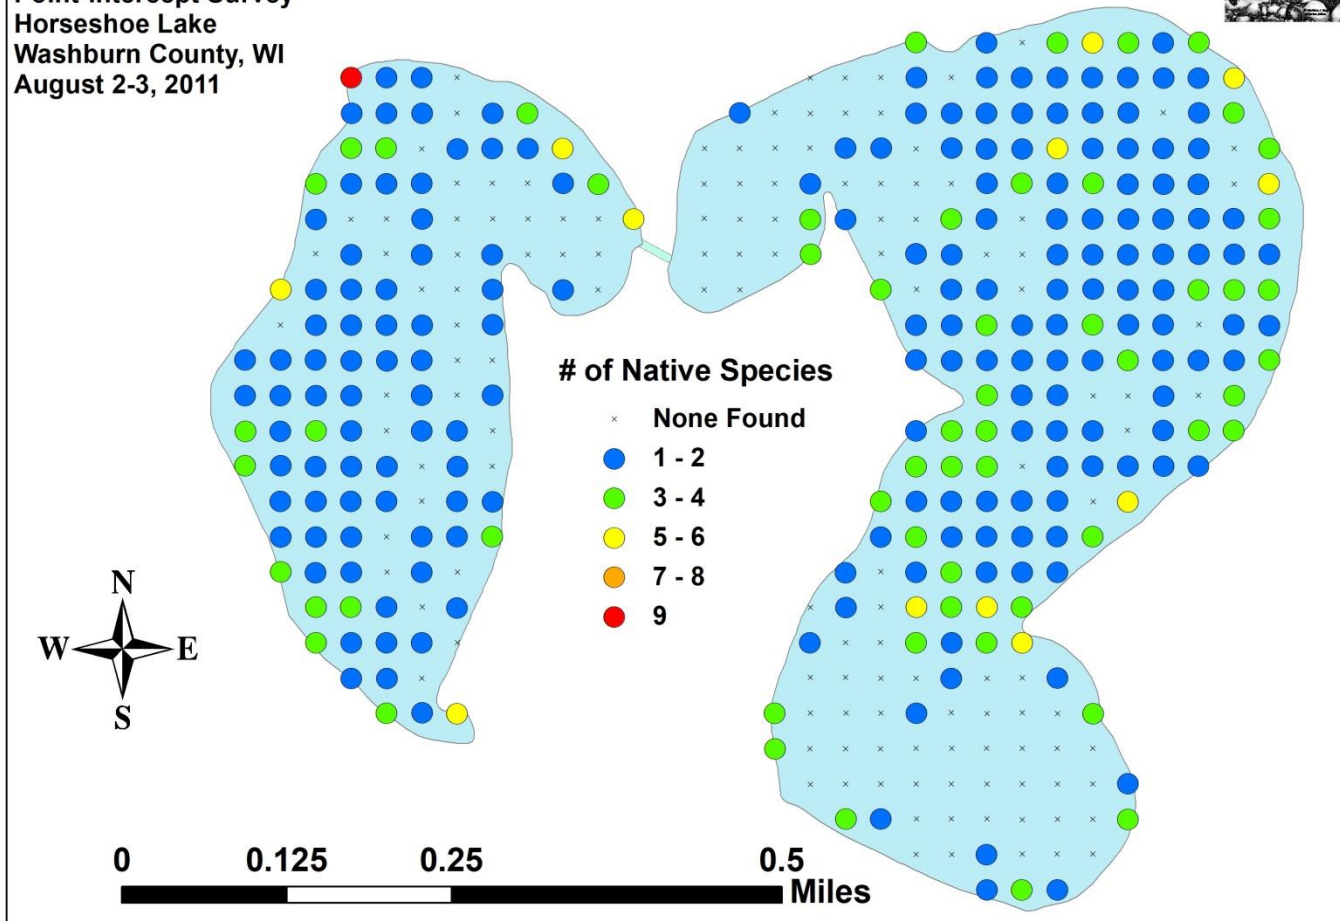 Point-Intercept Survey
Horseshoe Lake
Washburn County, WI
August 2-3, 2011
# of Native Species
None Found
1 - 2
3 - 4
5 - 6
7 - 8
9
N
W E
S
0 0.125 0.25 0.5
Miles